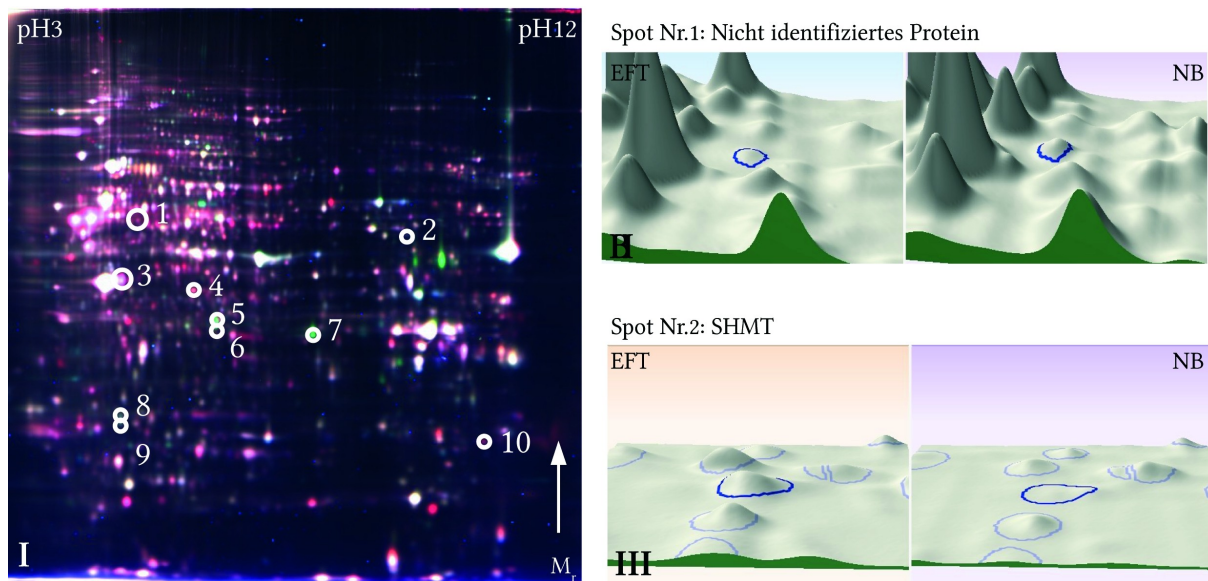 pH3
pH12
1
2
3
4
5
6
7
8
9
10
I
Mr
Spot Nr.1: Nicht identifiziertes Protein
EFT
NB
II
Spot Nr.2: SHMT
EFT
NB
III